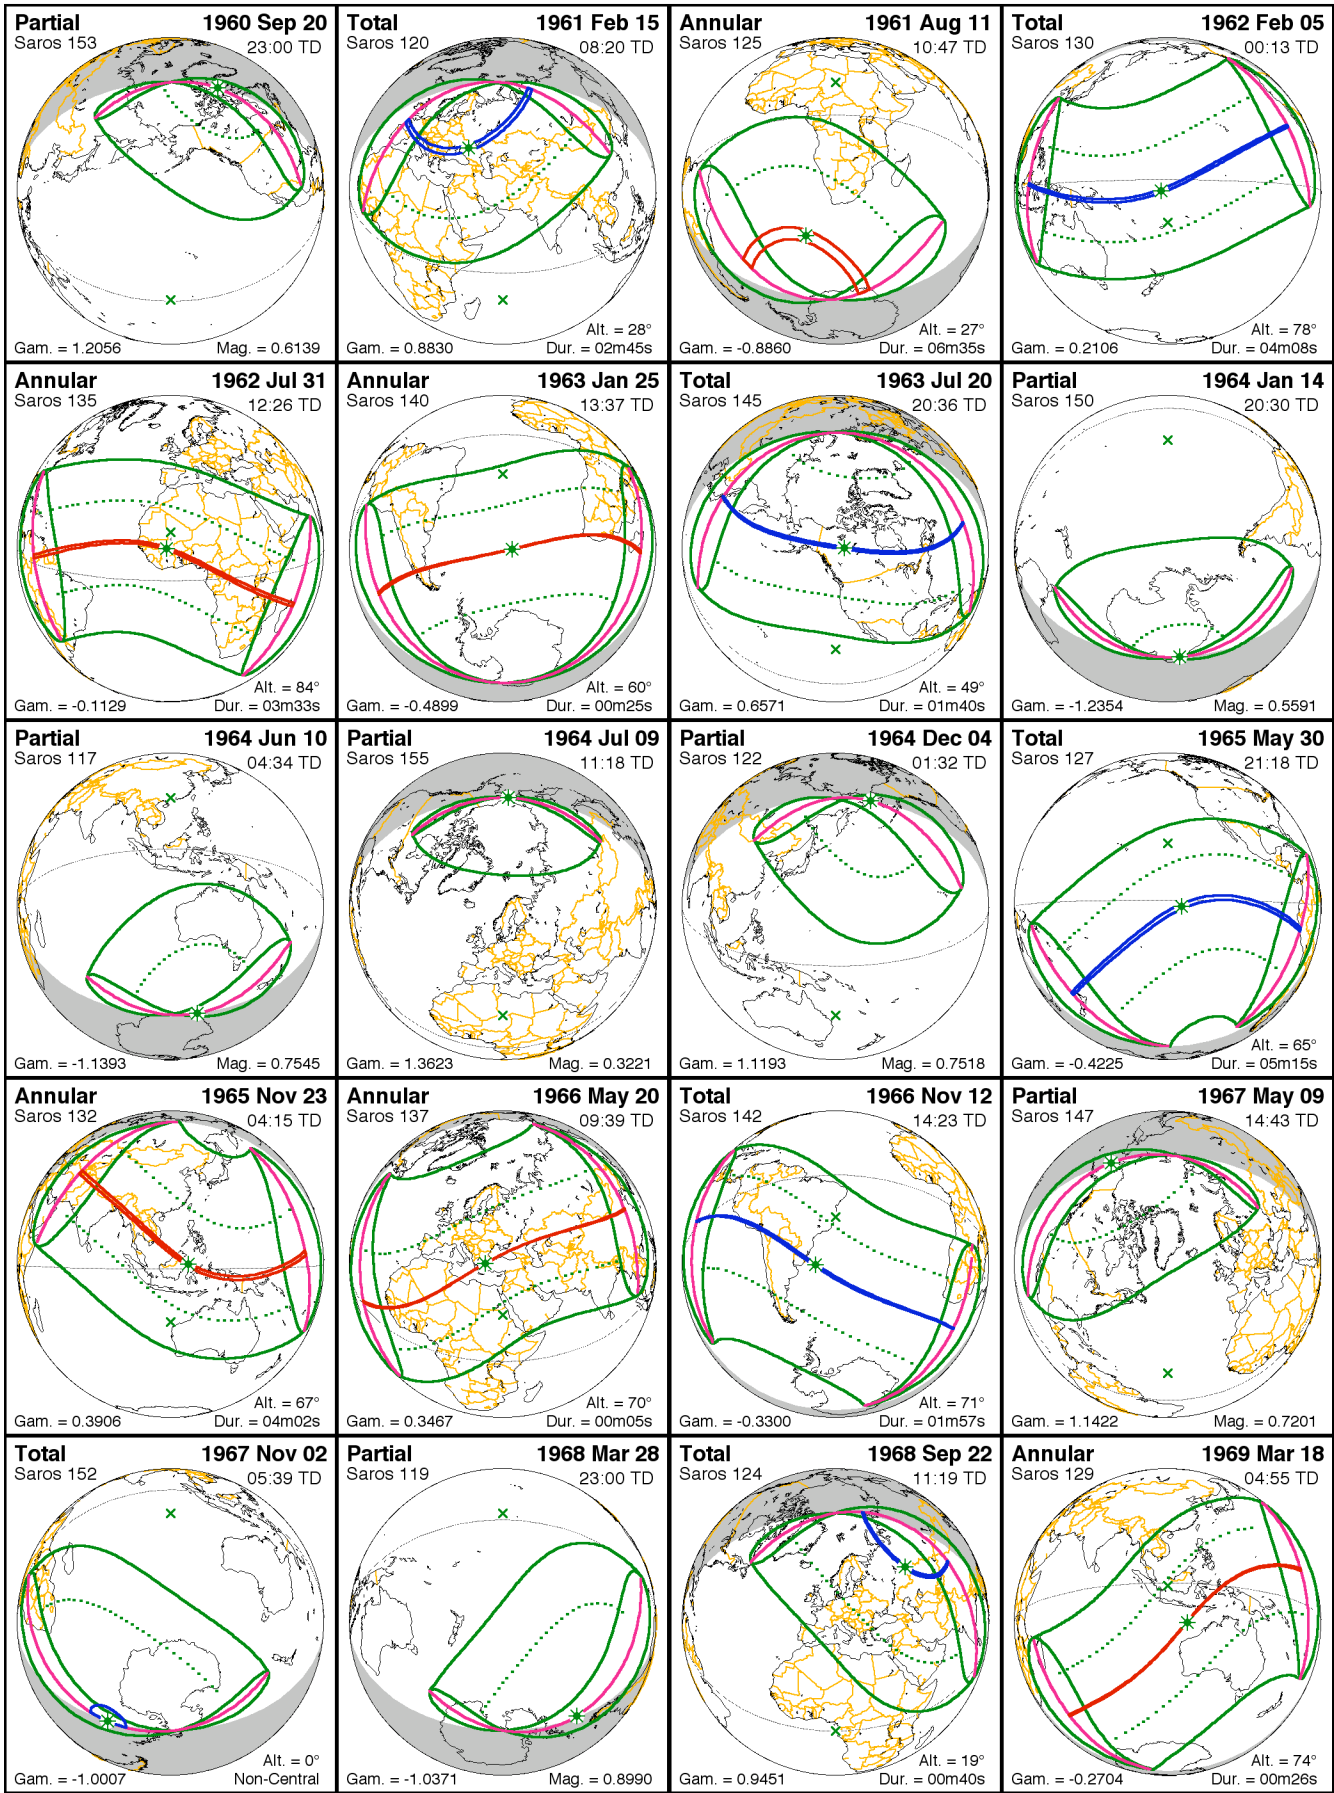 Partial 1960 Sep 20
Saros 153 23:00 TD
Gam. = 1.2056 Mag. = 0.6139
Total 1961 Feb 15
Saros 120 08:20 TD
Alt. = 28°
Gam. = 0.8830 Dur. = 02m45s
Annular 1961 Aug 11
Saros 125 10:47 TD
Alt. = 27°
Gam. = -0.8860 Dur. = 06m35s
Total 1962 Feb 05
Saros 130 00:13 TD
Alt. = 78°
Gam. = 0.2106 Dur. = 04m08s
Annular 1962 Jul 31
Saros 135 12:26 TD
Alt. = 84°
Gam. = -0.1129 Dur. = 03m33s
Annular 1963 Jan 25
Saros 140 13:37 TD
Alt. = 60°
Gam. = -0.4899 Dur. = 00m25s
Total 1963 Jul 20
Saros 145 20:36 TD
Alt. = 49°
Gam. = 0.6571 Dur. = 01m40s
Partial 1964 Jan 14
Saros 150 20:30 TD
Gam. = -1.2354 Mag. = 0.5591
Partial 1964 Jun 10
Saros 117 04:34 TD
Gam. = -1.1393 Mag. = 0.7545
Partial 1964 Jul 09
Saros 155 11:18 TD
Gam. = 1.3623 Mag. = 0.3221
Partial 1964 Dec 04
Saros 122 01:32 TD
Gam. = 1.1193 Mag. = 0.7518
Total 1965 May 30
Saros 127 21:18 TD
Alt. = 65°
Gam. = -0.4225 Dur. = 05m15s
Annular 1965 Nov 23
Saros 132 04:15 TD
Alt. = 67°
Gam. = 0.3906 Dur. = 04m02s
Annular 1966 May 20
Saros 137 09:39 TD
Alt. = 70°
Gam. = 0.3467 Dur. = 00m05s
Total 1966 Nov 12
Saros 142 14:23 TD
Alt. = 71°
Gam. = -0.3300 Dur. = 01m57s
Partial 1967 May 09
Saros 147 14:43 TD
Gam. = 1.1422 Mag. = 0.7201
Total 1967 Nov 02
Saros 152 05:39 TD
Alt. = 0°
Gam. = -1.0007 Non-Central
Partial 1968 Mar 28
Saros 119 23:00 TD
Gam. = -1.0371 Mag. = 0.8990
Total 1968 Sep 22
Saros 124 11:19 TD
Alt. = 19°
Gam. = 0.9451 Dur. = 00m40s
Annular 1969 Mar 18
Saros 129 04:55 TD
Alt. = 74°
Gam. = -0.2704 Dur. = 00m26s